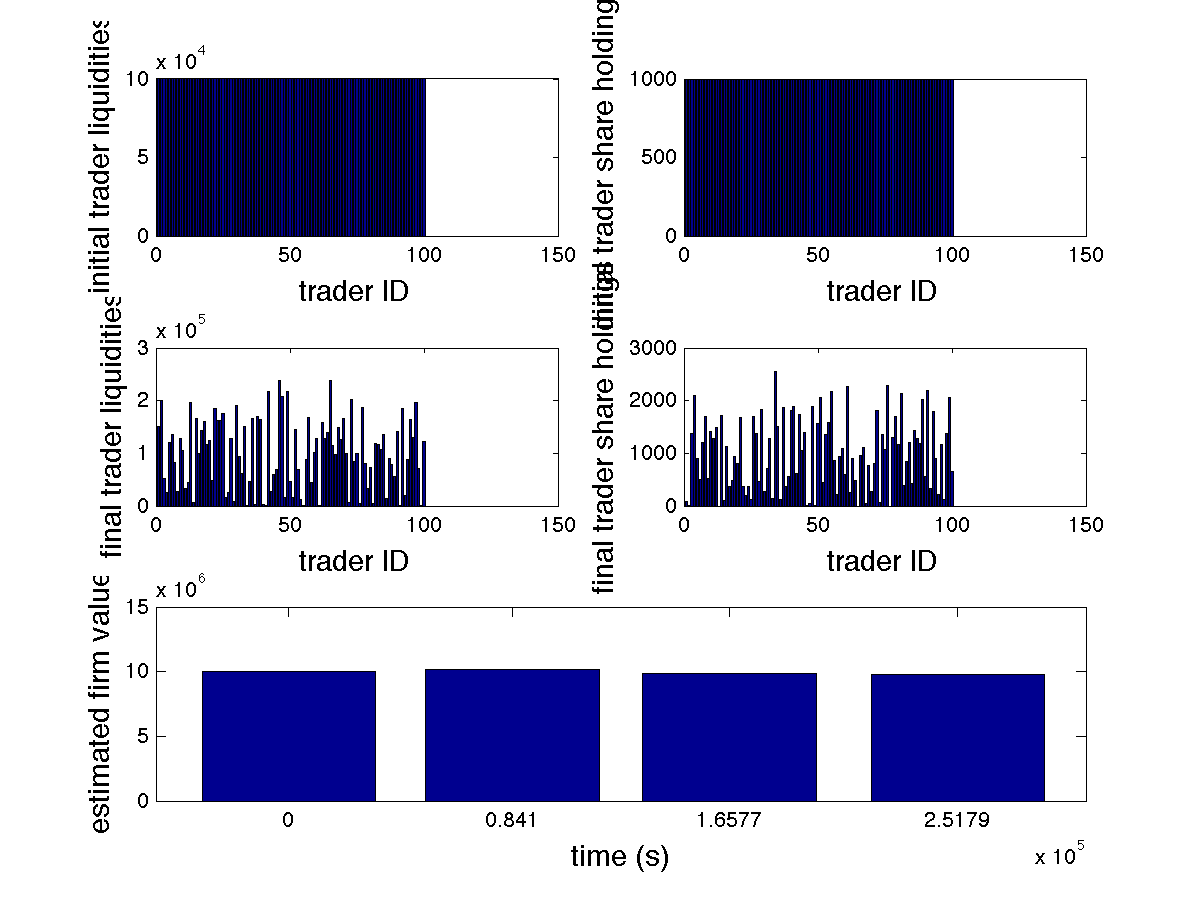 initial trader liquidities
x 10^4
10
5
0
0 50 100 150
trader ID
trader share holding
1000
500
0
0 50 100 150
trader ID
final trader liquidities
x 10^5
3
2
1
0
0 50 100 150
trader ID
final trader share holdings
3000
2000
1000
0
0 50 100 150
trader ID
estimated firm value
x 10^6
15
10
5
0
0 0.841 1.6577 2.5179
time (s)
x 10^5